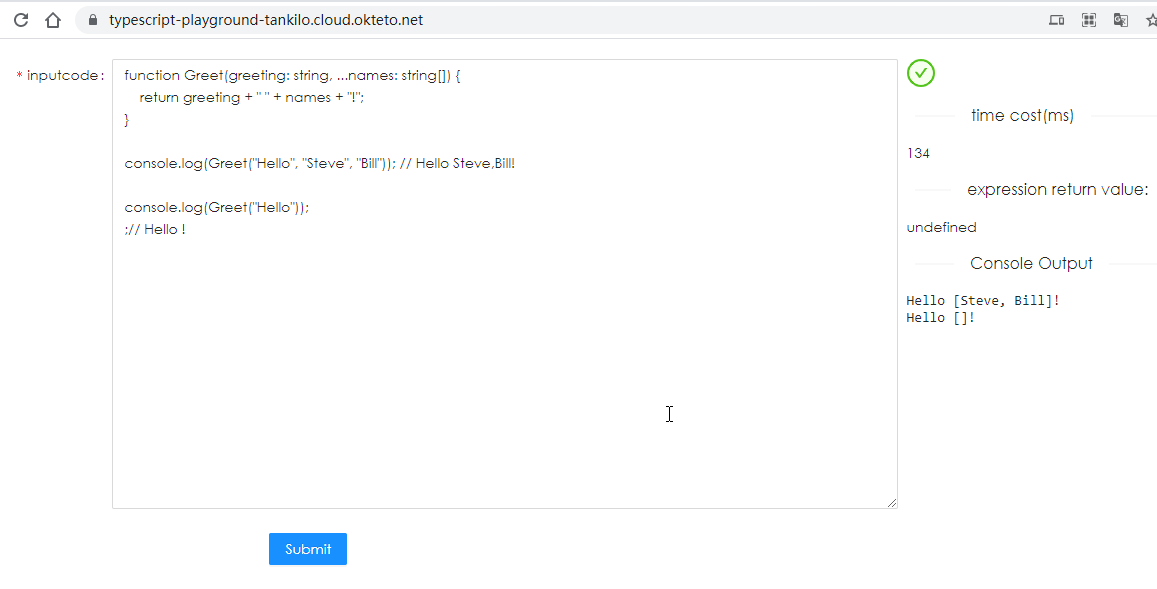 typescript-playground-tankilo.cloud.okteto.net
* inputcode:
function Greet(greeting: string, ...names: string[]) {
return greeting + " " + names + "!";
}
console.log(Greet("Hello", "Steve", "Bill")); // Hello Steve,Bill!
console.log(Greet("Hello"));
;// Hello !
Submit
time cost(ms)
134
expression return value:
undefined
Console Output
Hello [Steve, Bill]!
Hello []!